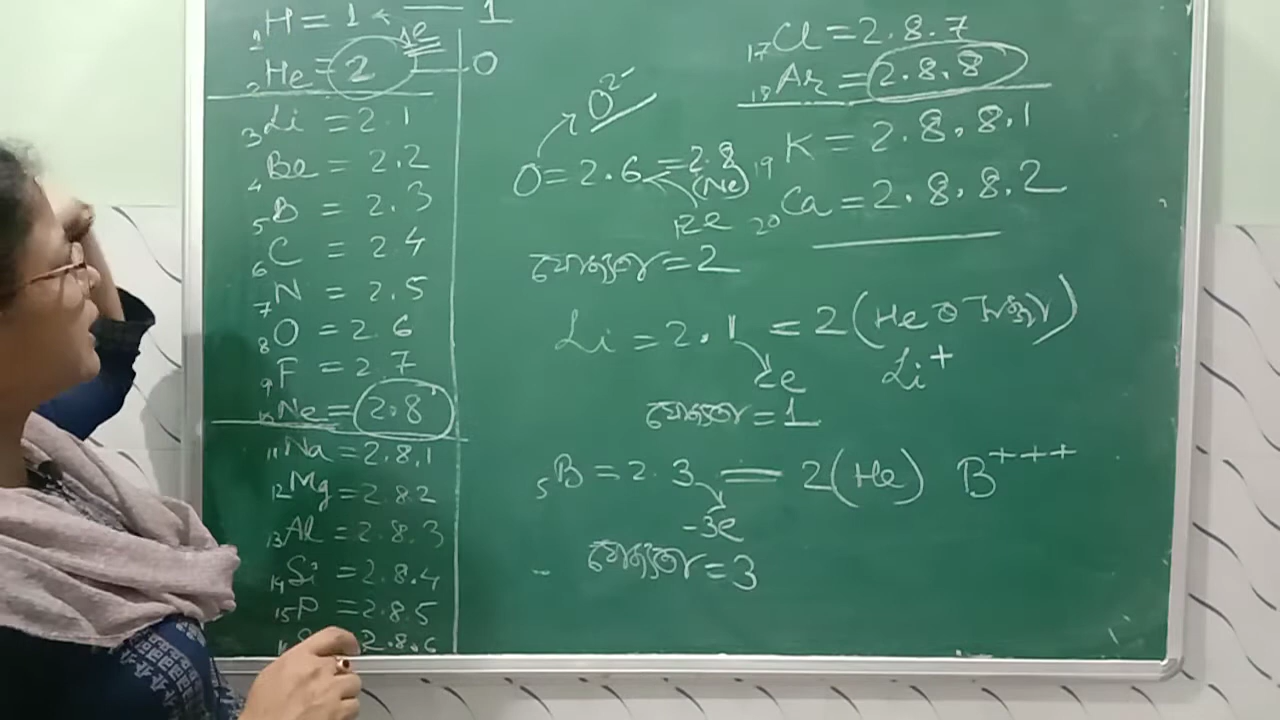 ₁H = 1 ← 1e — 1
₂He = 2 — 0
₃Li = 2.1
₄Be = 2.2
₅B = 2.3
₆C = 2.4
₇N = 2.5
₈O = 2.6
₉F = 2.7
₁₀Ne = 2.8
₁₁Na = 2.8.1
₁₂Mg = 2.8.2
₁₃Al = 2.8.3
₁₄Si = 2.8.4
₁₅P = 2.8.5
2.8.6
₁₇Cl = 2.8.7
₁₈Ar = 2.8.8
₁₉K = 2.8.8.1
₂₀Ca = 2.8.8.2
O²⁻
O = 2.6 = 2.8
(Ne)
যোজ্যতা = 2
Li = 2.1 = 2 (He
Li⁺
যোজ্যতা = 1
₅B = 2.3 = 2 (He) B⁺⁺⁺
-3e
যোজ্যতা = 3